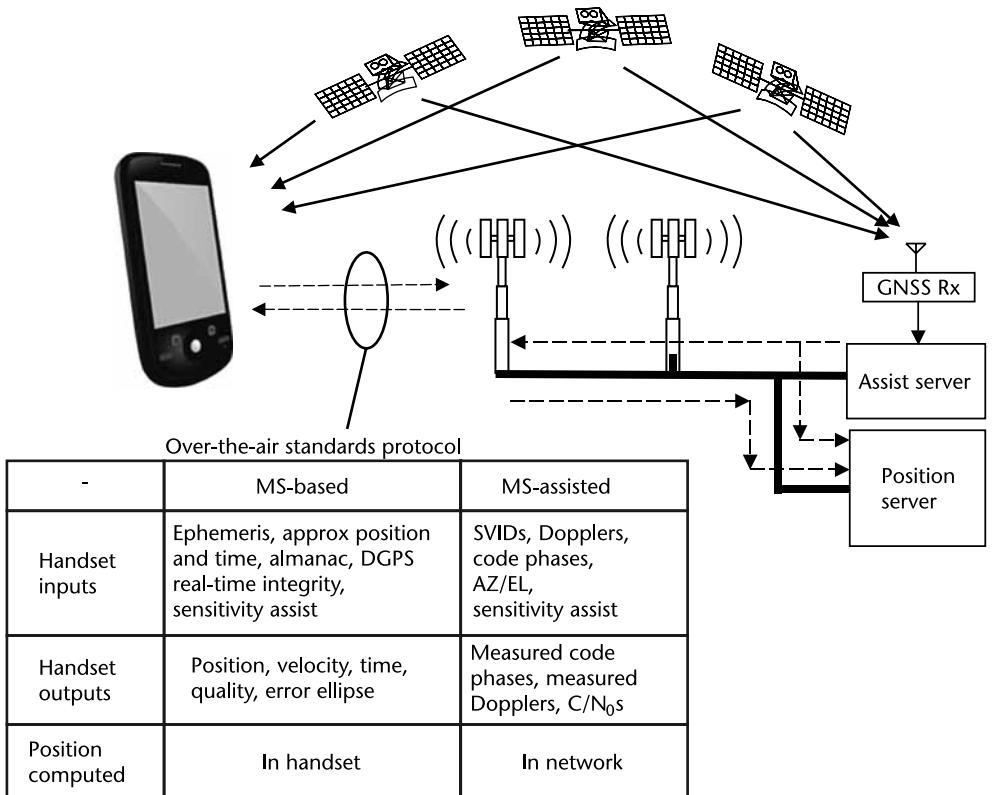 GNSS Rx
Assist server
Position
server
Over-the-air standards protocol
-
MS-based
MS-assisted
Handset
inputs
Ephemeris, approx position
and time, almanac, DGPS
real-time integrity,
sensitivity assist
SVIDs, Dopplers,
code phases,
AZ/EL,
sensitivity assist
Handset
outputs
Position, velocity, time,
quality, error ellipse
Measured code
phases, measured
Dopplers, C/N₀s
Position
computed
In handset
In network